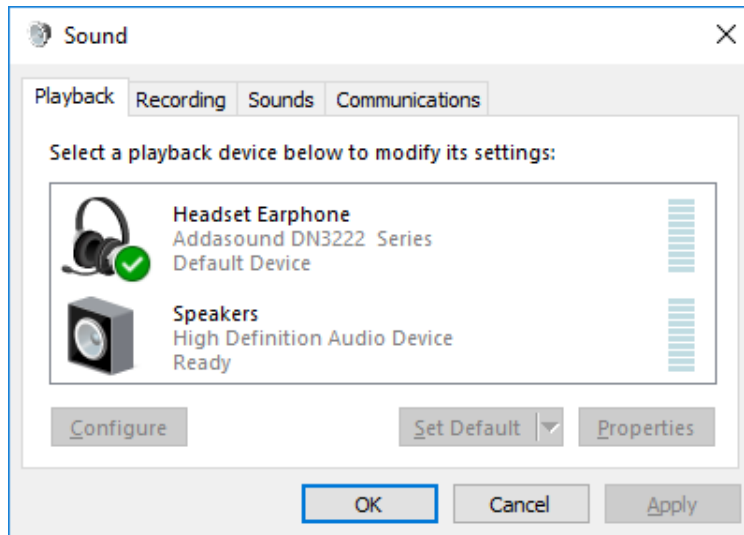 Sound
Playback Recording Sounds Communications
Select a playback device below to modify its settings:
Headset Earphone
Addasound DN3222  Series
Default Device
Speakers
High Definition Audio Device
Ready
Configure Set Default Properties
OK Cancel Apply